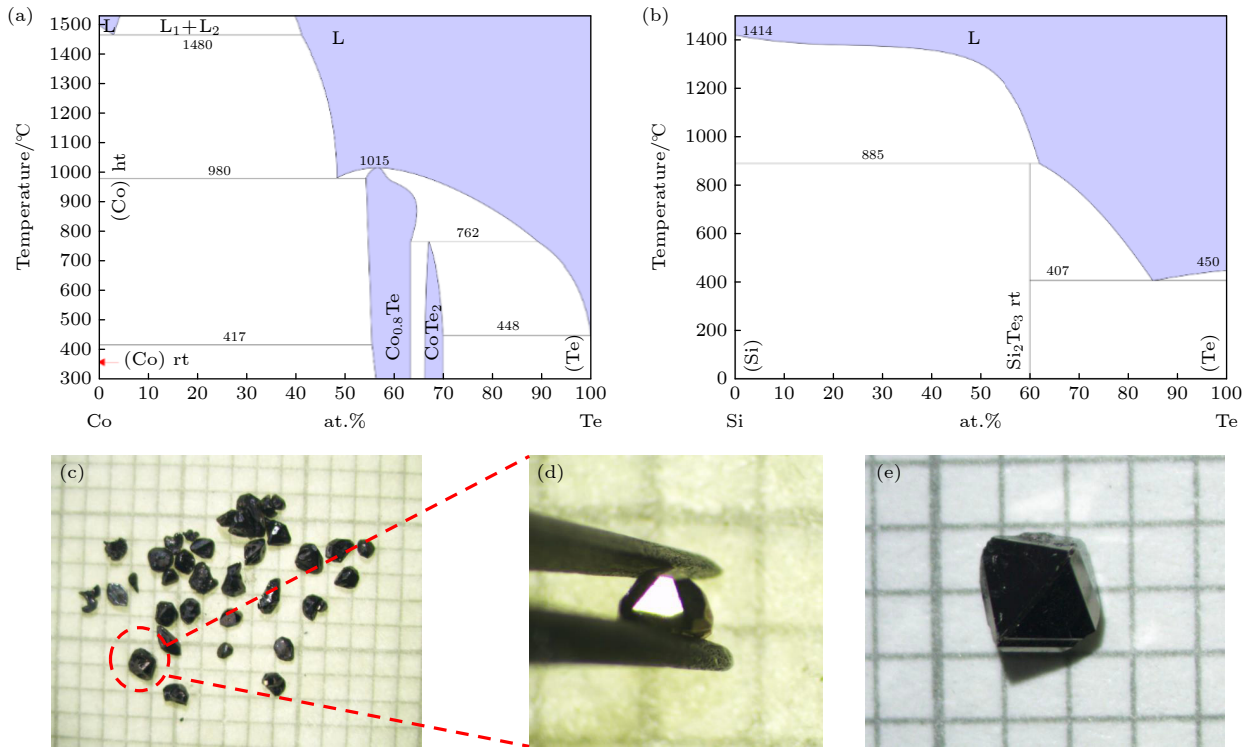 (a)
L
L₁+L₂
L
1480
1015
980
762
448
417
(Co) ht
(Co) rt
Co₀.₈Te
CoTe₂
(Te)
1500
1400
1300
1200
1100
1000
900
800
700
600
500
400
300
Temperature/℃
0 10 20 30 40 50 60 70 80 90 100
Co at.% Te
(b)
1414
L
885
450
407
(Si)
Si₂Te₃ rt
(Te)
1400
1200
1000
800
600
400
200
0
Temperature/℃
0 10 20 30 40 50 60 70 80 90 100
Si at.% Te
(c)
(d)
(e)